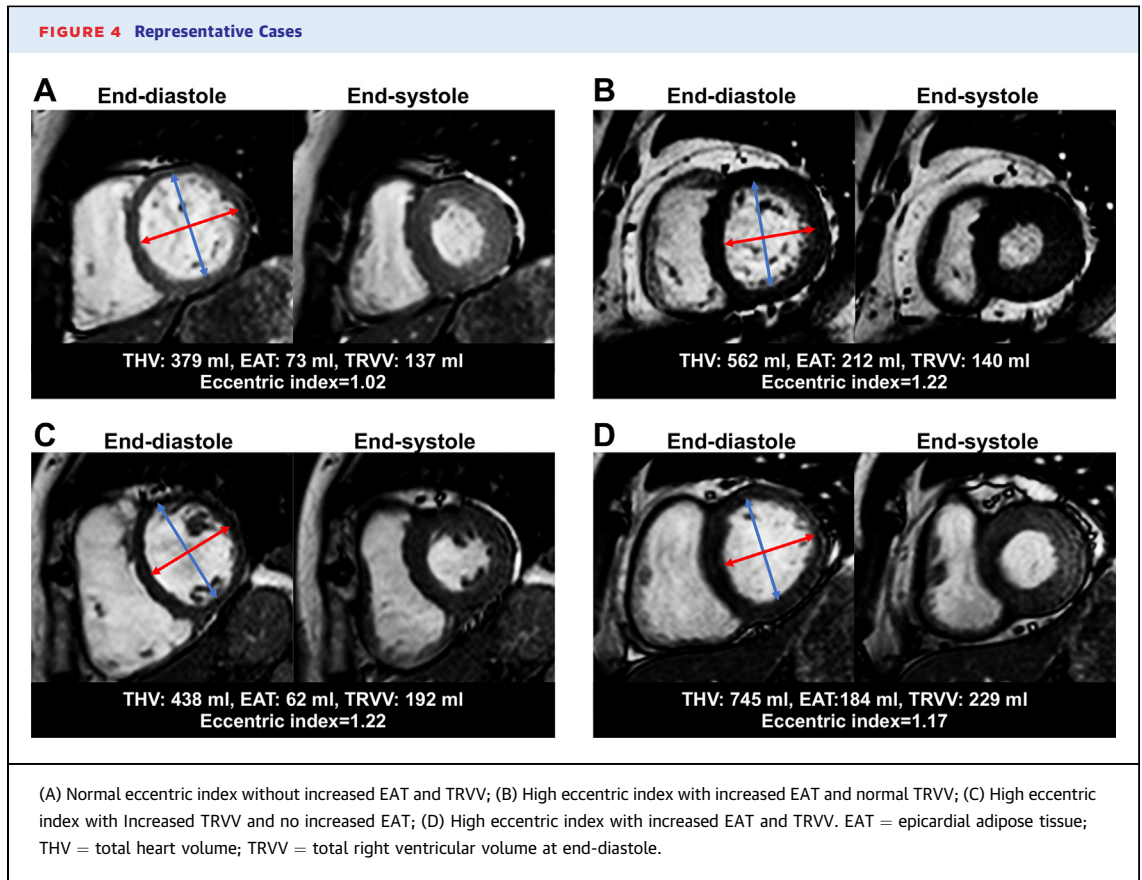 FIGURE 4 Representative Cases
A
End-diastole
End-systole
THV: 379 ml, EAT: 73 ml, TRVV: 137 ml
Eccentric index=1.02
B
End-diastole
End-systole
THV: 562 ml, EAT: 212 ml, TRVV: 140 ml
Eccentric index=1.22
C
End-diastole
End-systole
THV: 438 ml, EAT: 62 ml, TRVV: 192 ml
Eccentric index=1.22
D
End-diastole
End-systole
THV: 745 ml, EAT:184 ml, TRVV: 229 ml
Eccentric index=1.17
(A) Normal eccentric index without increased EAT and TRVV; (B) High eccentric index with increased EAT and normal TRVV; (C) High eccentric
index with Increased TRVV and no increased EAT; (D) High eccentric index with increased EAT and TRVV. EAT = epicardial adipose tissue;
THV = total heart volume; TRVV = total right ventricular volume at end-diastole.